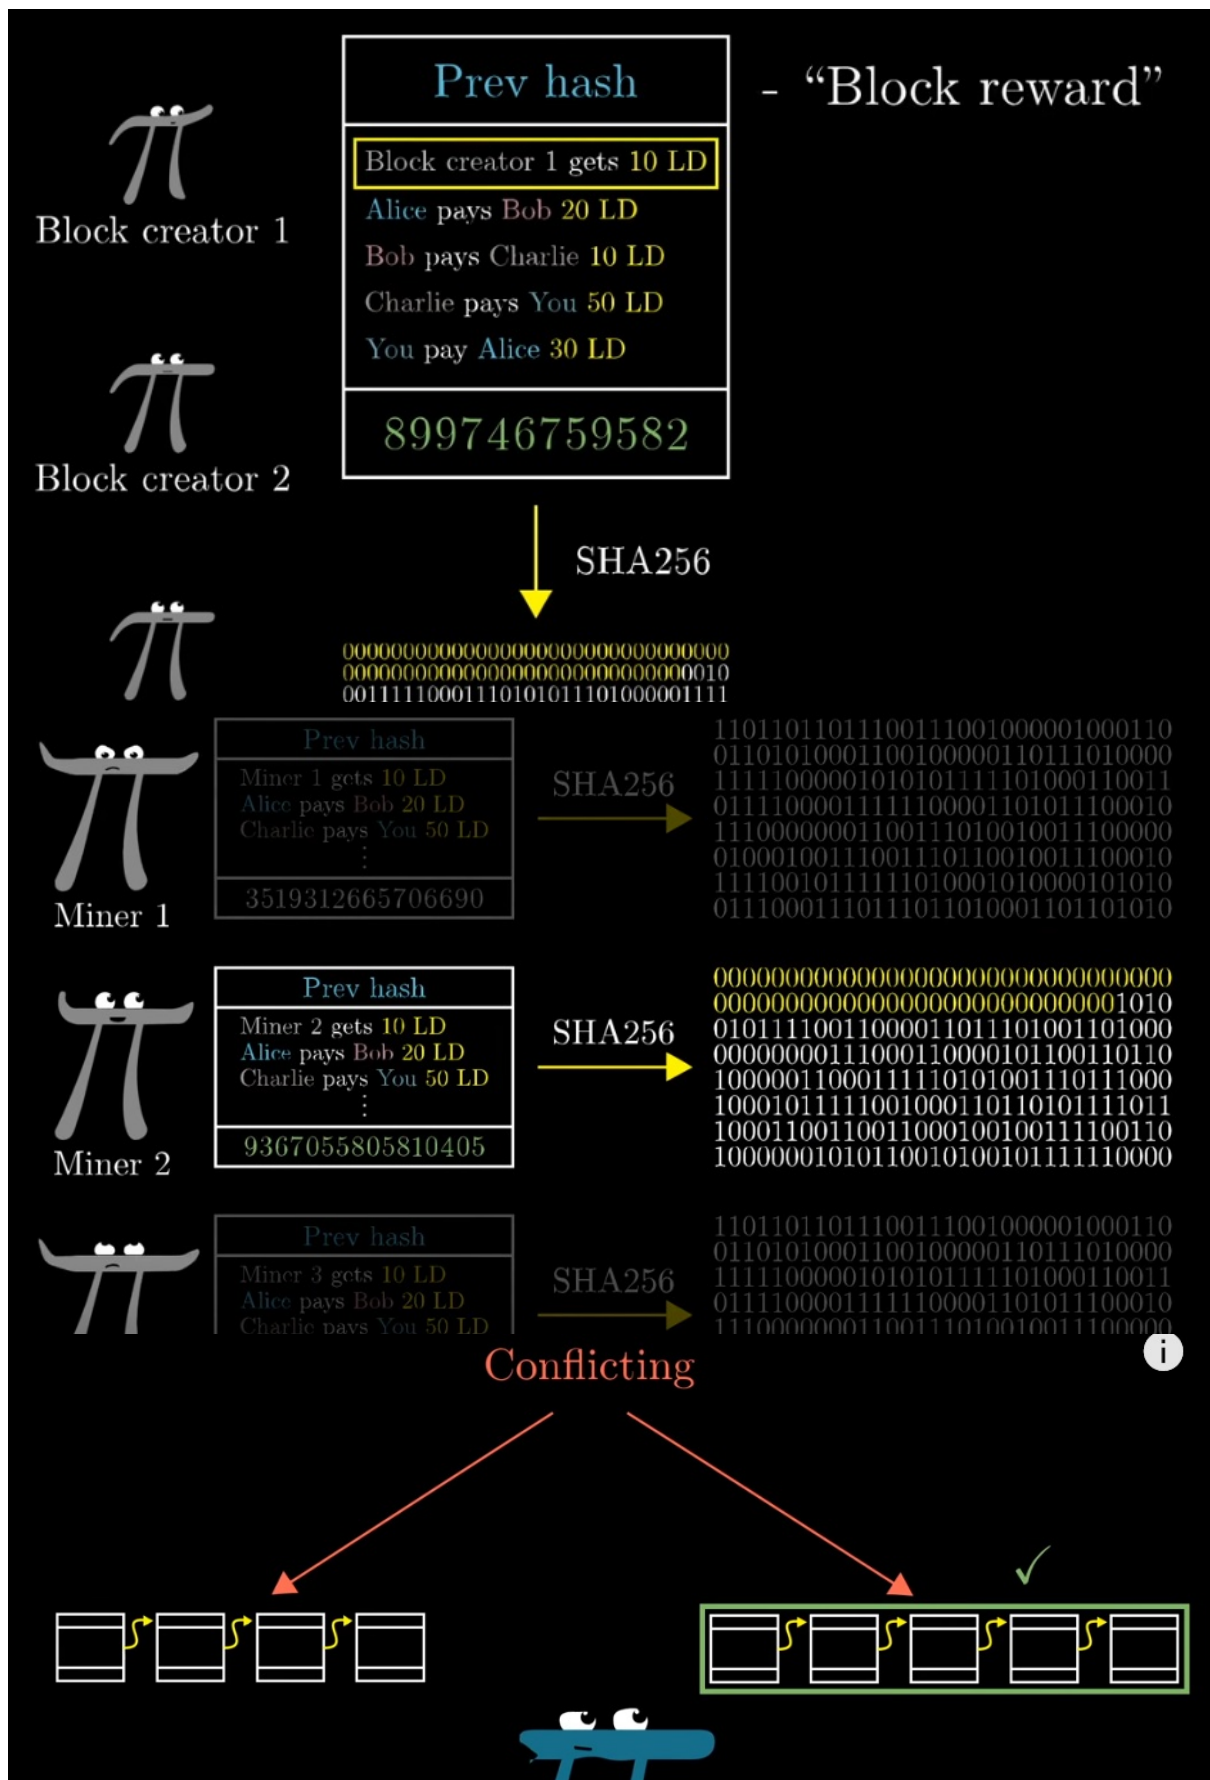 Prev hash
- “Block reward”
Block creator 1 gets 10 LD
Alice pays Bob 20 LD
Bob pays Charlie 10 LD
Charlie pays You 50 LD
You pay Alice 30 LD
899746759582
Block creator 1
Block creator 2
SHA256
00000000000000000000000000000000
00000000000000000000000000000010
00111110001110101011101000001111
Prev hash
Miner 1 gets 10 LD
Alice pays Bob 20 LD
Charlie pays You 50 LD
3519312665706690
Miner 1
SHA256
11011011011100111001000001000110
01101010001100100000110111010000
11111000001010101111101000110011
01111000011111100001101011100010
11100000001100111010010011100000
01000100111001110110010011100010
11110010111111010001010000101010
01110001110111011010001101101010
Prev hash
Miner 2 gets 10 LD
Alice pays Bob 20 LD
Charlie pays You 50 LD
9367055805810405
Miner 2
SHA256
00000000000000000000000000000000
00000000000000000000000000001010
01011110011000011011101001101000
00000000111000110000101100110110
10000011000111110101001110111000
10001011111001000110110101111011
10001100110011000100100111100110
10000001010110010100101111110000
Prev hash
Miner 3 gets 10 LD
Alice pays Bob 20 LD
Charlie pays You 50 LD
SHA256
11011011011100111001000001000110
01101010001100100000110111010000
11111000001010101111101000110011
01111000011111100001101011100010
11100000001100111010010011100000
Conflicting
i